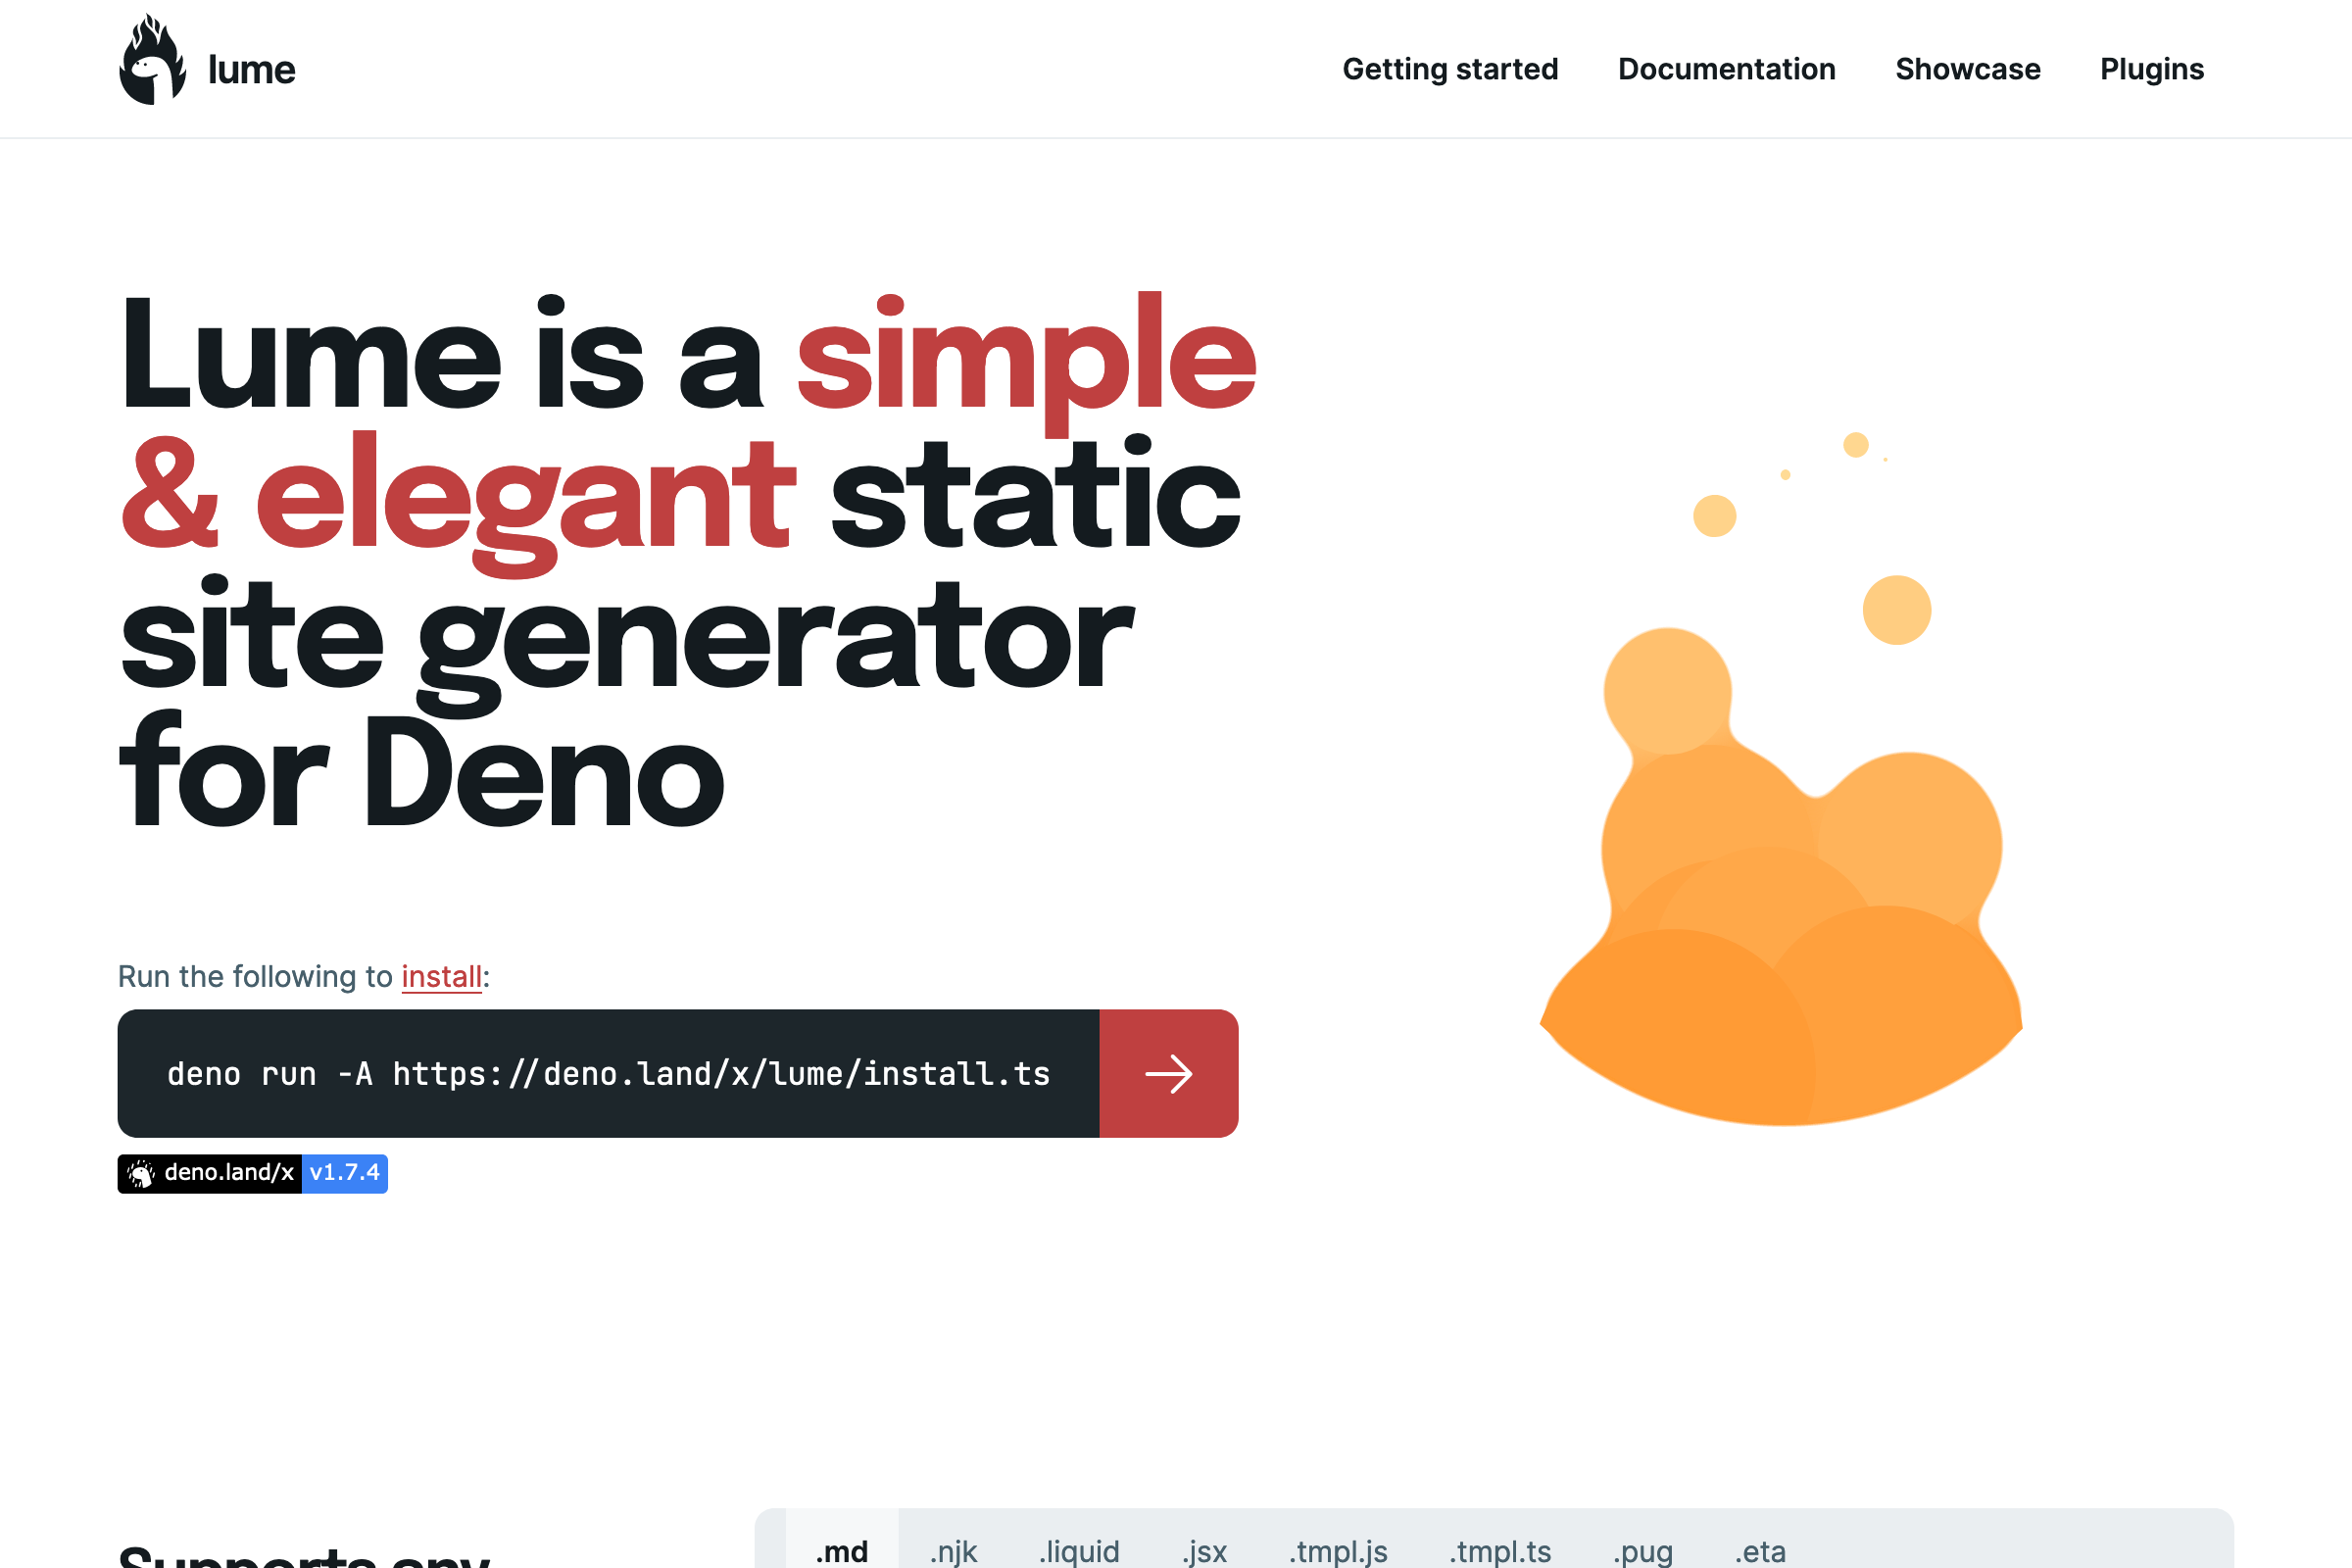 lume
Getting started
Documentation
Showcase
Plugins
Lume is a simple
& elegant static
site generator
for Deno
Run the following to install:
deno run -A https://deno.land/x/lume/install.ts
deno.land/x v1.7.4
Supports any
.md
.njk
.liquid
.jsx
.tmpl.js
.tmpl.ts
.pug
.eta